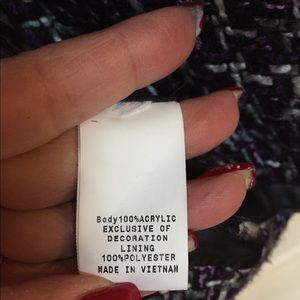 Body100%ACRYLIC
EXCLUSIVE OF
DECORATION
LINING
100%POLYESTER
MADE IN VIETNAM